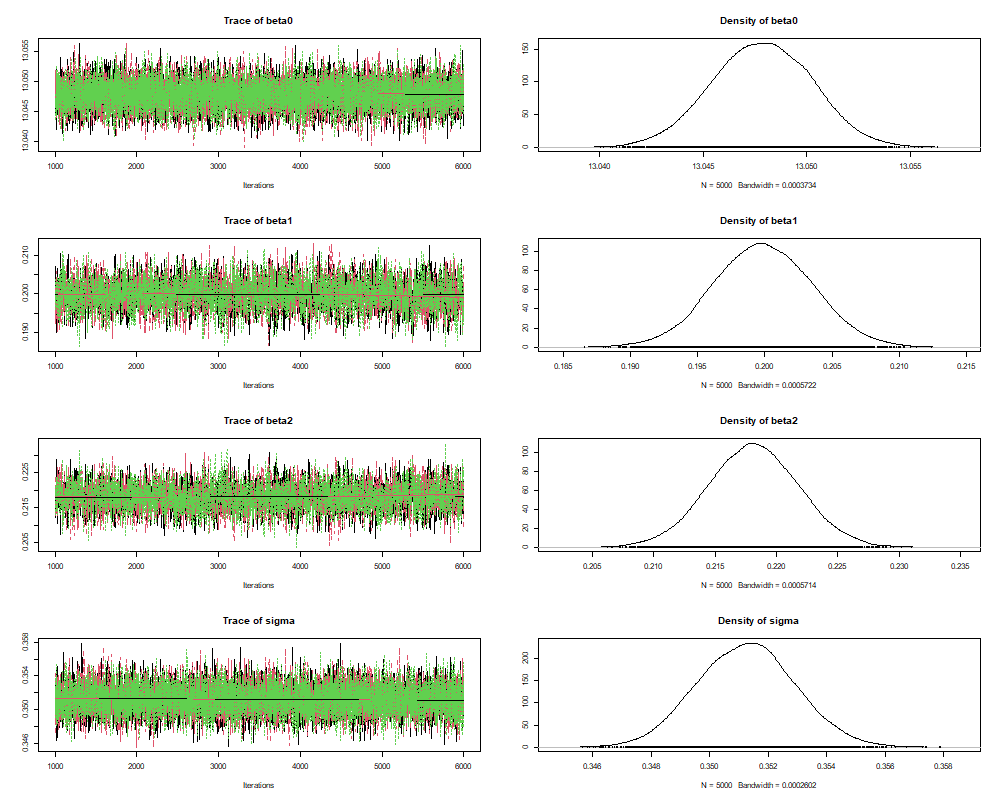 Trace of beta0
13.040 13.045 13.050 13.055
1000 2000 3000 4000 5000 6000
Iterations
Density of beta0
0 50 100 150
13.040 13.045 13.050 13.055
N = 5000 Bandwidth = 0.0003734
Trace of beta1
0.190 0.200 0.210
1000 2000 3000 4000 5000 6000
Iterations
Density of beta1
0 20 40 60 80 100
0.185 0.190 0.195 0.200 0.205 0.210 0.215
N = 5000 Bandwidth = 0.0005722
Trace of beta2
0.205 0.215 0.225
1000 2000 3000 4000 5000 6000
Iterations
Density of beta2
0 20 40 60 80 100
0.205 0.210 0.215 0.220 0.225 0.230 0.235
N = 5000 Bandwidth = 0.0005714
Trace of sigma
0.346 0.350 0.354 0.358
1000 2000 3000 4000 5000 6000
Iterations
Density of sigma
0 50 100 150 200
0.346 0.348 0.350 0.352 0.354 0.356 0.358
N = 5000 Bandwidth = 0.0002602